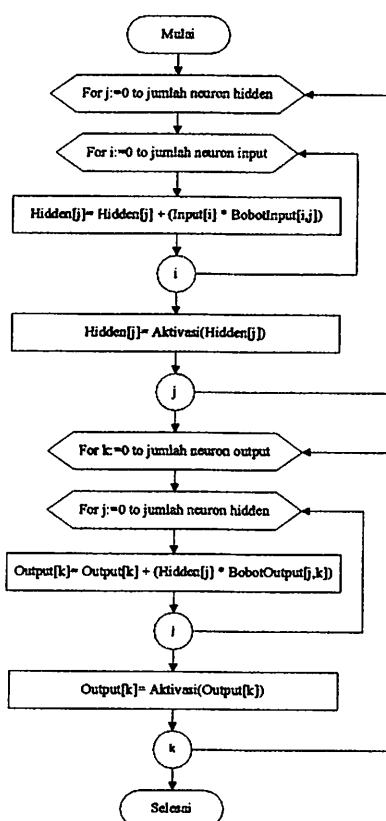 Mulai
For j:=0 to jumlah neuron hidden
For i:=0 to jumlah neuron input
Hidden[j]= Hidden[j] + (Input[i] * BobotInput[i,j])
i
Hidden[j]= Aktivasi(Hidden[j])
j
For k:=0 to jumlah neuron output
For j:=0 to jumlah neuron hidden
Output[k]= Output[k] + (Hidden[j] * BobotOutput[j,k])
j
Output[k]= Aktivasi(Output[k])
k
Selesai